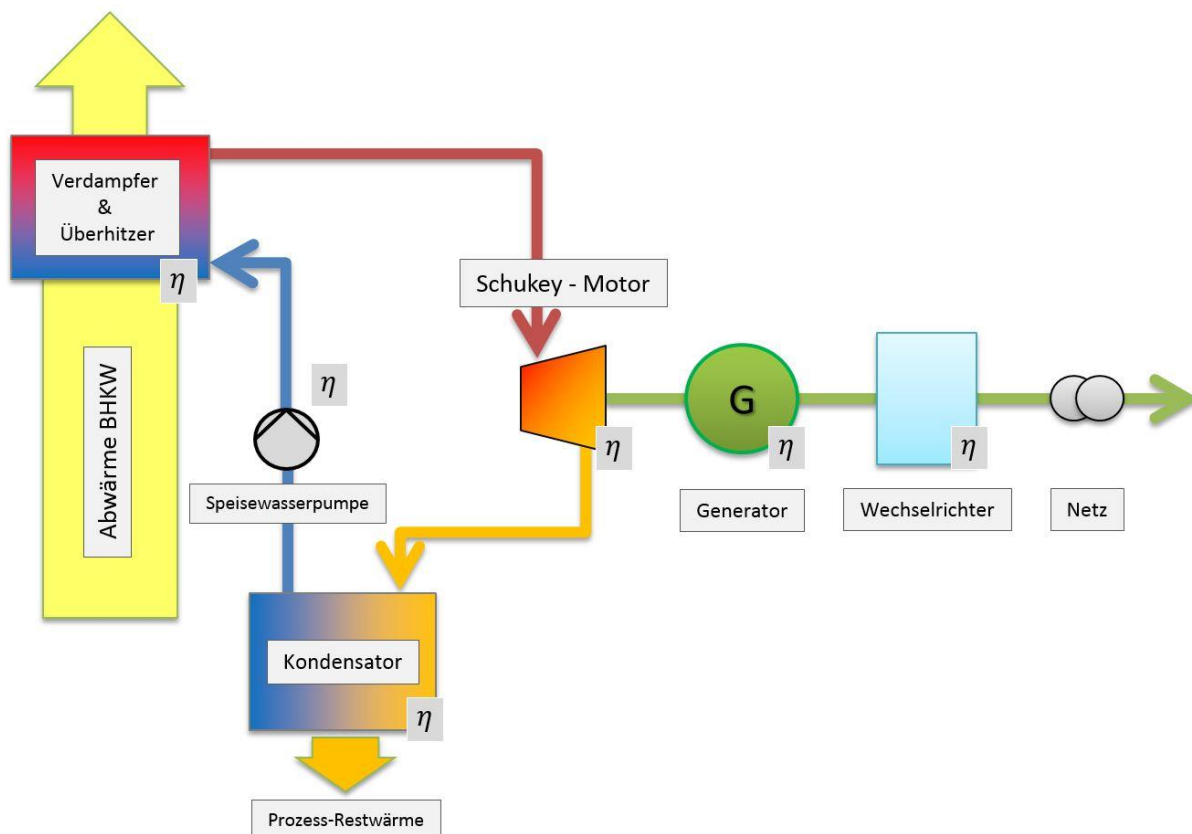 Verdampfer
&
Überhitzer
η
Abwärme BHKW
η
Speisewasserpumpe
Schukey - Motor
η
G
η
Generator
η
Wechselrichter
Netz
Kondensator
η
Prozess-Restwärme